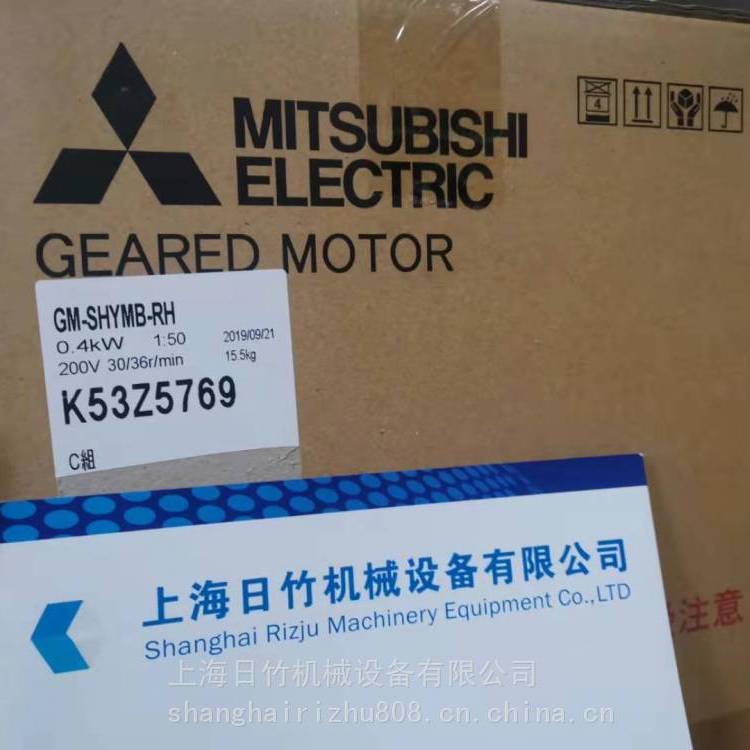 4
MITSUBISHI
ELECTRIC
GEARED MOTOR
GM-SHYMB-RH
0.4kW 1:50 2019/09/21
200V 30/36r/min 15.5kg
K53Z5769
C組
上海日竹机械设备有限公司
Shanghai Rizju Machinery Equipment Co.,LTD
注意
上海日竹机械设备有限公司
shanghairizhu808.cn.china.cn